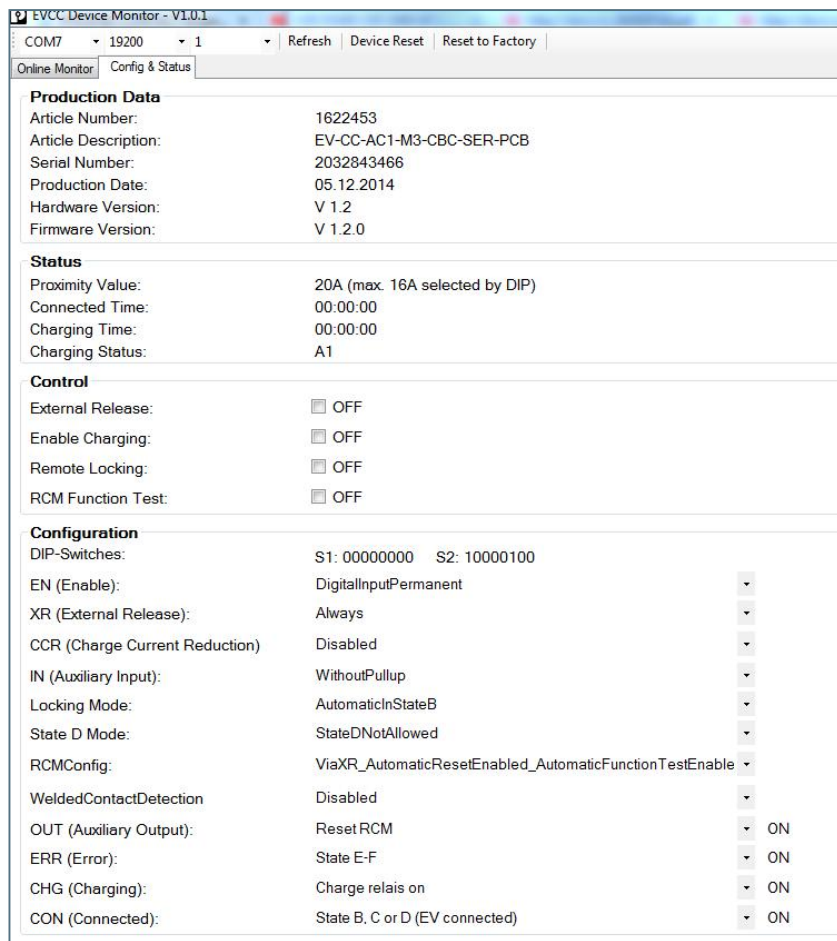 EVCC Device Monitor - V1.0.1
COM7 19200 1 Refresh Device Reset Reset to Factory
Online Monitor Config & Status
Production Data
Article Number: 1622453
Article Description: EV-CC-AC1-M3-CBC-SER-PCB
Serial Number: 2032843466
Production Date: 05.12.2014
Hardware Version: V 1.2
Firmware Version: V 1.2.0
Status
Proximity Value: 20A (max. 16A selected by DIP)
Connected Time: 00:00:00
Charging Time: 00:00:00
Charging Status: A1
Control
External Release: OFF
Enable Charging: OFF
Remote Locking: OFF
RCM Function Test: OFF
Configuration
DIP-Switches: S1: 00000000 S2: 10000100
EN (Enable): DigitalInputPermanent
XR (External Release): Always
CCR (Charge Current Reduction) Disabled
IN (Auxiliary Input): WithoutPullup
Locking Mode: AutomaticInStateB
State D Mode: StateDNotAllowed
RCMConfig: ViaXR_AutomaticResetEnabled_AutomaticFunctionTestEnable
WeldedContactDetection Disabled
OUT (Auxiliary Output): Reset RCM ON
ERR (Error): State E-F ON
CHG (Charging): Charge relais on ON
CON (Connected): State B, C or D (EV connected) ON